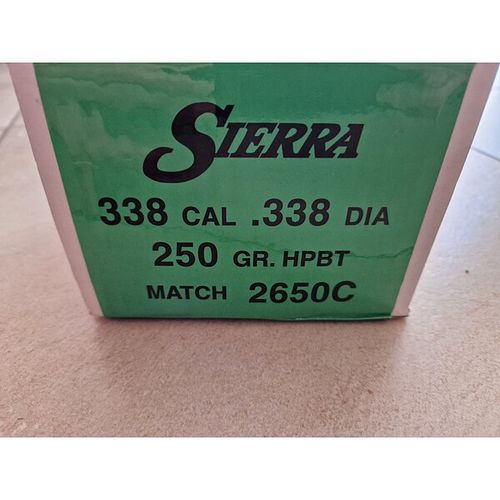 SIERRA
338 CAL .338 DIA
250 GR. HPBT
MATCH 2650C